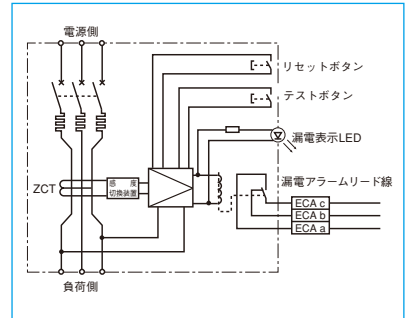 電源側
リセットボタン
テストボタン
漏電表示LED
漏電アラームリード線
ZCT
感 度
切換装置
ECA c
ECA b
ECA a
負荷側